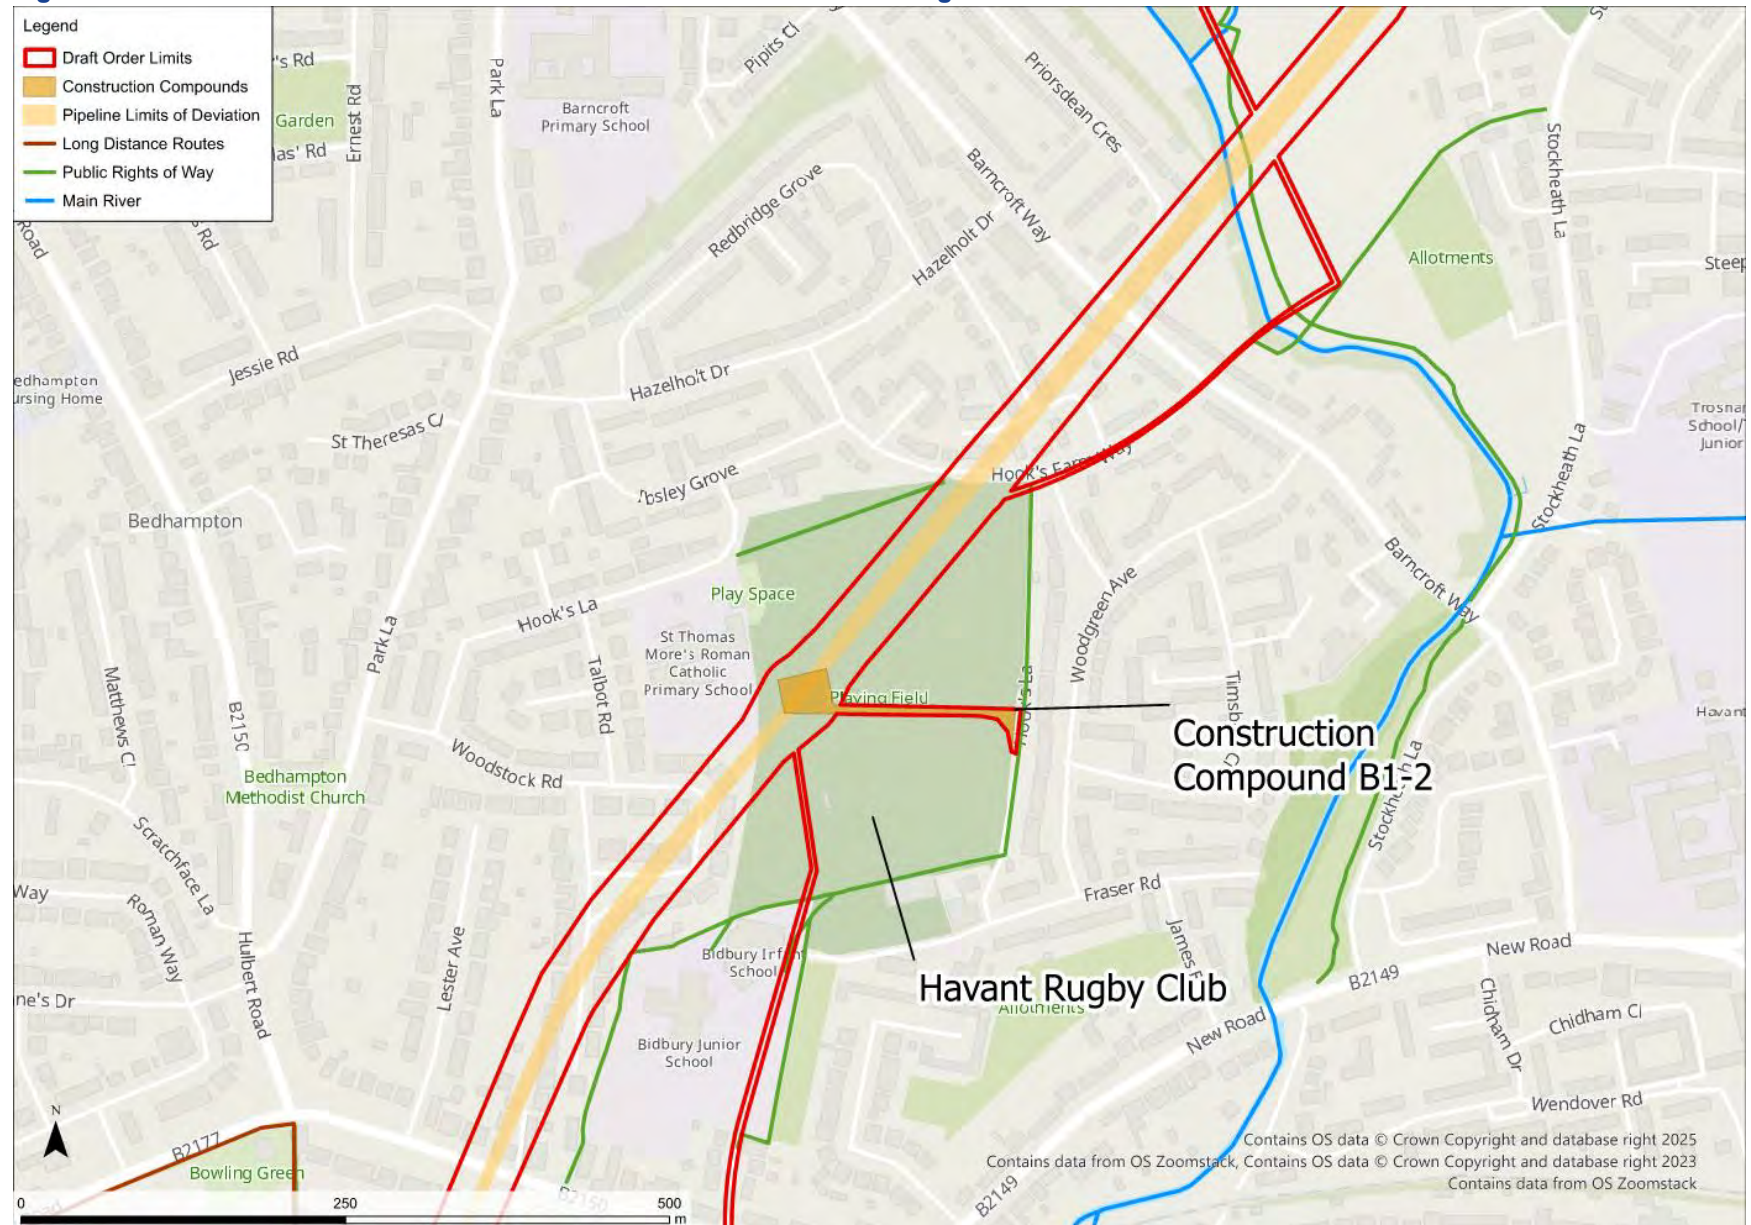 Legend
Draft Order Limits
Construction Compounds
Pipeline Limits of Deviation
Long Distance Routes
Public Rights of Way
Main River
Garden
Ernest Rd
Park La
Barncroft
Primary School
Pipits Cl
Priorsdean Cres
Barncroft Way
Redbridge Grove
Hazelholt Dr
Stockheath La
Allotments
Jessie Rd
Hazelholt Dr
St Theresas Cl
Hook's Farm Way
Bedhampton
Play Space
Hook's La
St Thomas
More's Roman
Catholic
Primary School
Park La
Talbot Rd
Playing Field
Hook's La
Woodgreen Ave
Barncroft Way
Stockheath La
Matthews Cl
B2150
Construction
Compound B1-2
Woodstock Rd
Bedhampton
Methodist Church
Stockheath La
Scratchface La
Roman Way
Way
Hulbert Road
Lester Ave
Fraser Rd
Bidbury Infant
School
Havant Rugby Club
Allotments
New Road
B2149
New Road
Chidham Dr
Chidham Cl
Bidbury Junior
School
Wendover Rd
N
B2177
Bowling Green
B2150
B2149
Contains OS data © Crown Copyright and database right 2025
Contains data from OS Zoomstack, Contains OS data © Crown Copyright and database right 2023
Contains data from OS Zoomstack
0 250 500
m